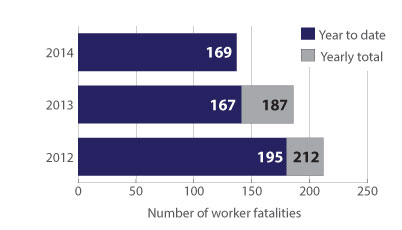 Year to date
Yearly total
2014
169
2013
167 187
2012
195 212
0 50 100 150 200 250
Number of worker fatalities